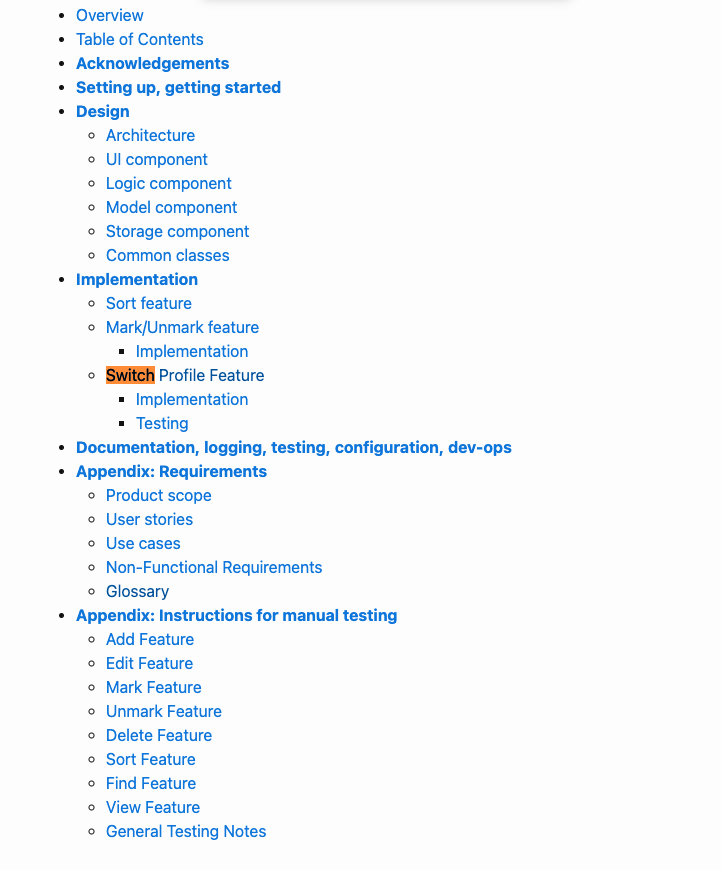 Overview
Table of Contents
Acknowledgements
Setting up, getting started
Design
Architecture
UI component
Logic component
Model component
Storage component
Common classes
Implementation
Sort feature
Mark/Unmark feature
Implementation
Switch Profile Feature
Implementation
Testing
Documentation, logging, testing, configuration, dev-ops
Appendix: Requirements
Product scope
User stories
Use cases
Non-Functional Requirements
Glossary
Appendix: Instructions for manual testing
Add Feature
Edit Feature
Mark Feature
Unmark Feature
Delete Feature
Sort Feature
Find Feature
View Feature
General Testing Notes